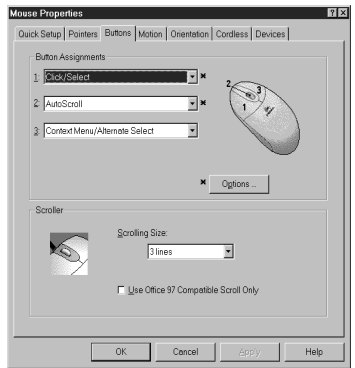 Mouse Properties
Quick Setup Pointers Buttons Motion Orientation Cordless Devices
Button Assignments
1: Click/Select
2: AutoScroll
3: Context Menu/Alternate Select
2 3
1
Options ...
Scroller
Scrolling Size:
3 lines
Use Office 97 Compatible Scroll Only
OK Cancel Apply Help